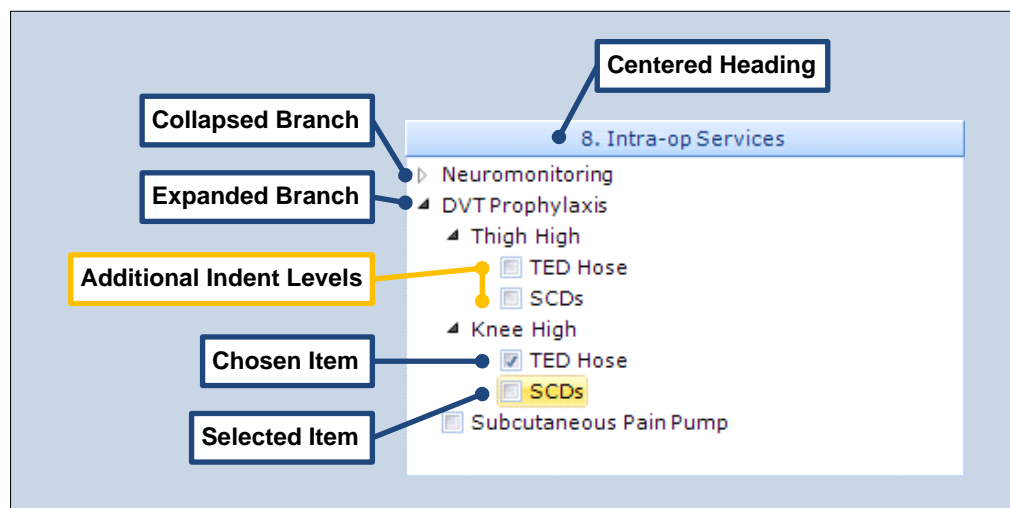 Centered Heading
Collapsed Branch
8. Intra-op Services
Neuromonitoring
Expanded Branch
DVT Prophylaxis
Thigh High
Additional Indent Levels
TED Hose
SCDs
Knee High
Chosen Item
TED Hose
SCDs
Selected Item
Subcutaneous Pain Pump